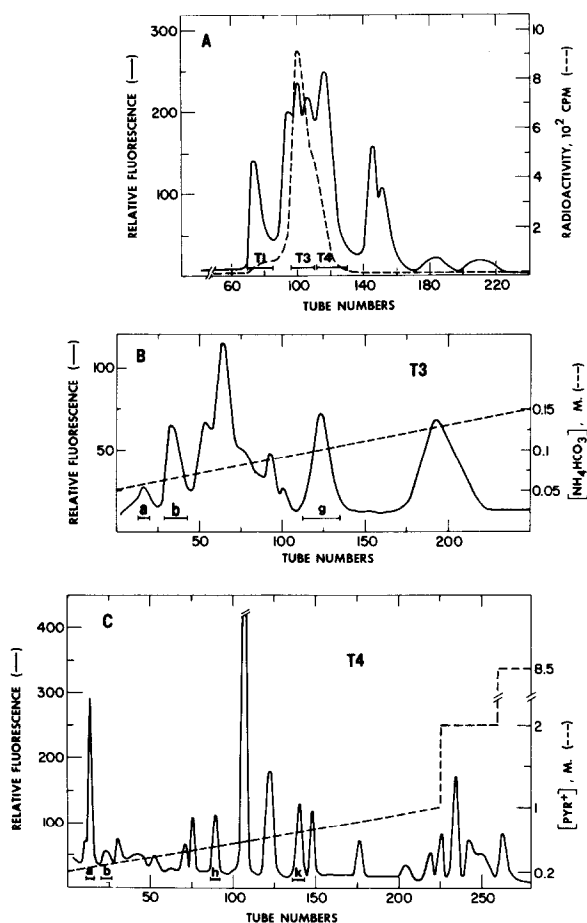 A
RELATIVE FLUORESCENCE (—)
300
200
100
RADIOACTIVITY, 10² CPM (---)
10
8
6
4
2
T1 T3 T4
60 100 140 180 220
TUBE NUMBERS
B
T3
RELATIVE FLUORESCENCE (—)
100
50
[NH₄HCO₃], M. (---)
0.15
0.1
0.05
a b g
50 100 150 200
TUBE NUMBERS
C
T4
RELATIVE FLUORESCENCE (—)
400
300
200
100
[PYR⁺], M. (---)
8.5
2
1
0.2
a b h k
50 100 150 200 250
TUBE NUMBERS